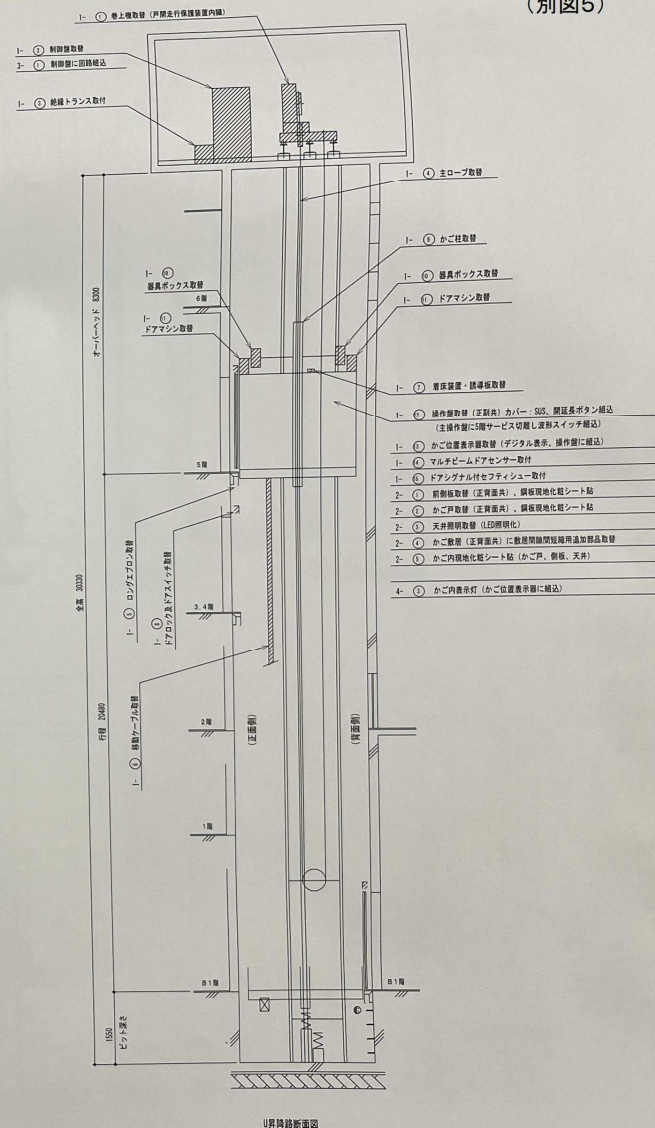 (別図5)
1- ① 巻上機取替（戸開走行保護装置内臓）
1- ② 制御盤取替
3- ① 制御盤に回路組込
1- ③ 絶縁トランス取付
1- ④ 主ロープ取替
1- ⑨ かご柱取替
1- ⑩ 器具ボックス取替
1- ⑪ ドアマシン取替
1- ⑩
器具ボックス取替
6階
1- ⑪
ドアマシン取替
オーバーヘッド 8300
1- ⑦ 着床装置・誘導板取替
操作盤取替（正副共）カバー：SUS、開延長ボタン組込
（主操作盤に5階サービス切離し波形スイッチ組込）
かご位置表示器取替（デジタル表示、操作盤に組込）
1- ⑭ マルチビームドアセンサー取付
1- ⑮ ドアシグナル付セフティシュー取付
2- ① 前側板取替（正背面共）、鋼板現地化粧シート貼
2- ② かご戸取替（正背面共）、鋼板現地化粧シート貼
2- ③ 天井照明取替（LED照明化）
2- ④ かご敷居（正背面共）に敷居間隙間短縮用追加部品取替
2- ⑤ かご内現地化粧シート貼（かご戸、側板、天井）
4- ③ かご内表示灯（かご位置表示器に組込）
5階
1- ⑤ ロングエプロン取替
1- ⑧ ドアロック及ドアスイッチ取替
3,4階
全高 30330
行程 20480
1- ⑥ 移動ケーブル取替
2階
(正面側)
(背面側)
1階
B1階
B1階
1550
ピット深さ
U昇降路断面図